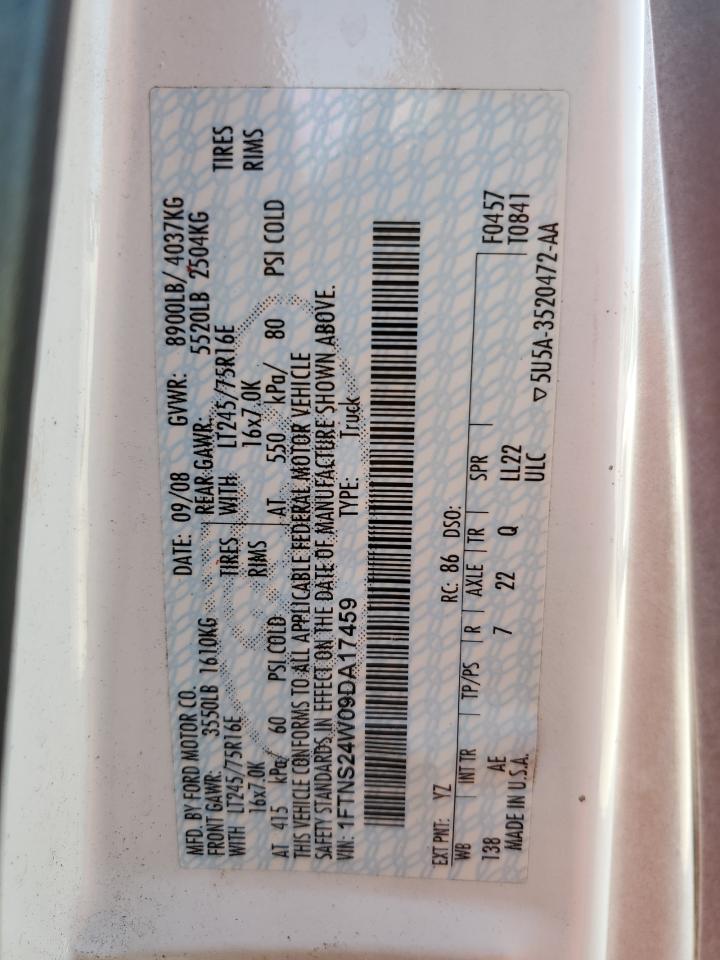 MFD. BY FORD MOTOR CO. DATE: 09/08 GVWR: 8900LB/ 4037KG
FRONT GAWR: 3550LB 1610KG REAR GAWR: 5520LB 2504KG
WITH LT245/75R16E TIRES WITH LT245/75R16E TIRES
16x7.0K RIMS 16x7.0K RIMS
AT 415 kPa/ 60 PSI COLD AT 550 kPa/ 80 PSI COLD
THIS VEHICLE CONFORMS TO ALL APPLICABLE FEDERAL MOTOR VEHICLE
SAFETY STANDARDS IN EFFECT ON THE DATE OF MANUFACTURE SHOWN ABOVE.
VIN: 1FTNS24W09DA17459 TYPE: Truck
EXT PNT: YZ RC: 86 DSO:
WB INT TR TP/PS R AXLE TR SPR F0457
138 AE 7 22 Q LL22 T0841
MADE IN U.S.A. ULC
▽ 5U5A-3520472-AA